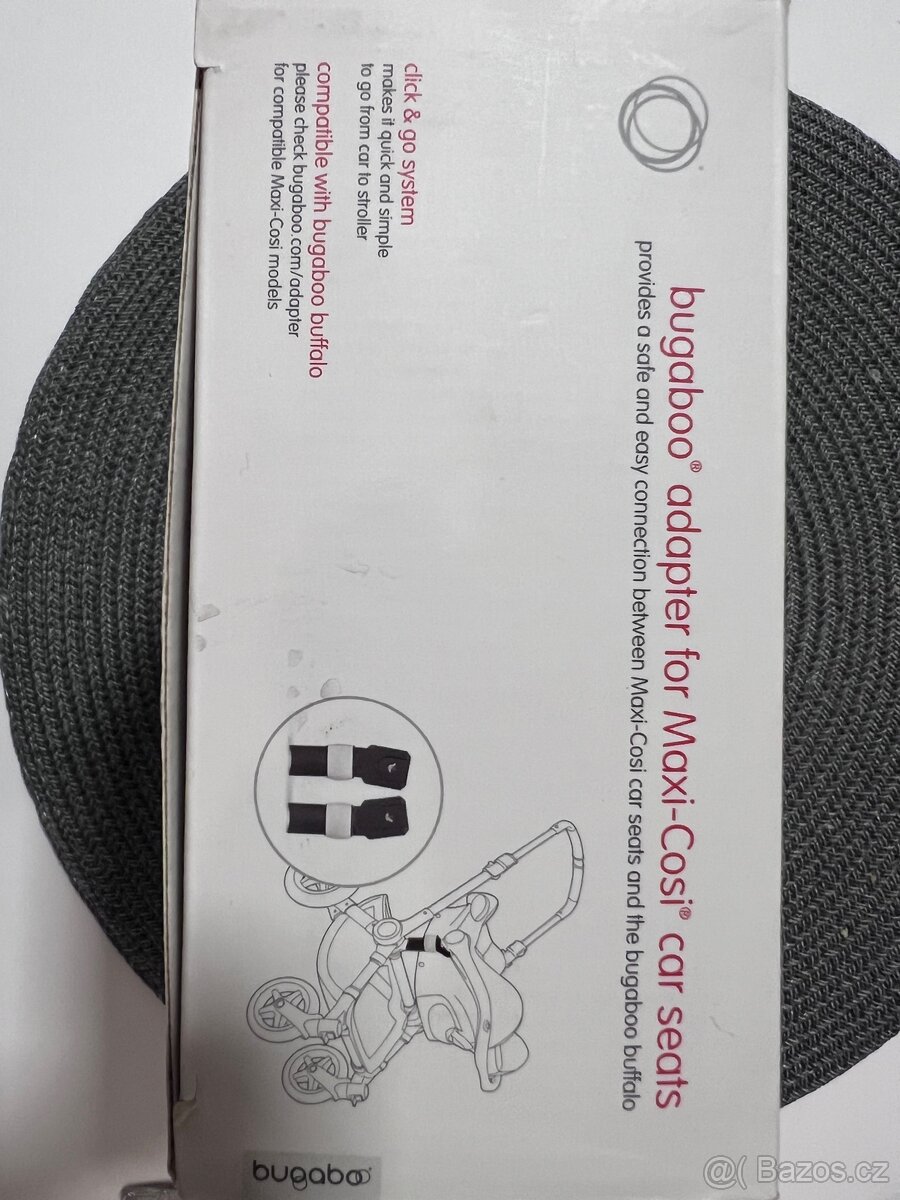 bugaboo® adapter for Maxi-Cosi® car seats
provides a safe and easy connection between Maxi-Cosi car seats and the bugaboo buffalo
click & go system
makes it quick and simple
to go from car to stroller
compatible with bugaboo buffalo
please check bugaboo.com/adapter
for compatible Maxi-Cosi models
bugaboo
@( Bazos.cz